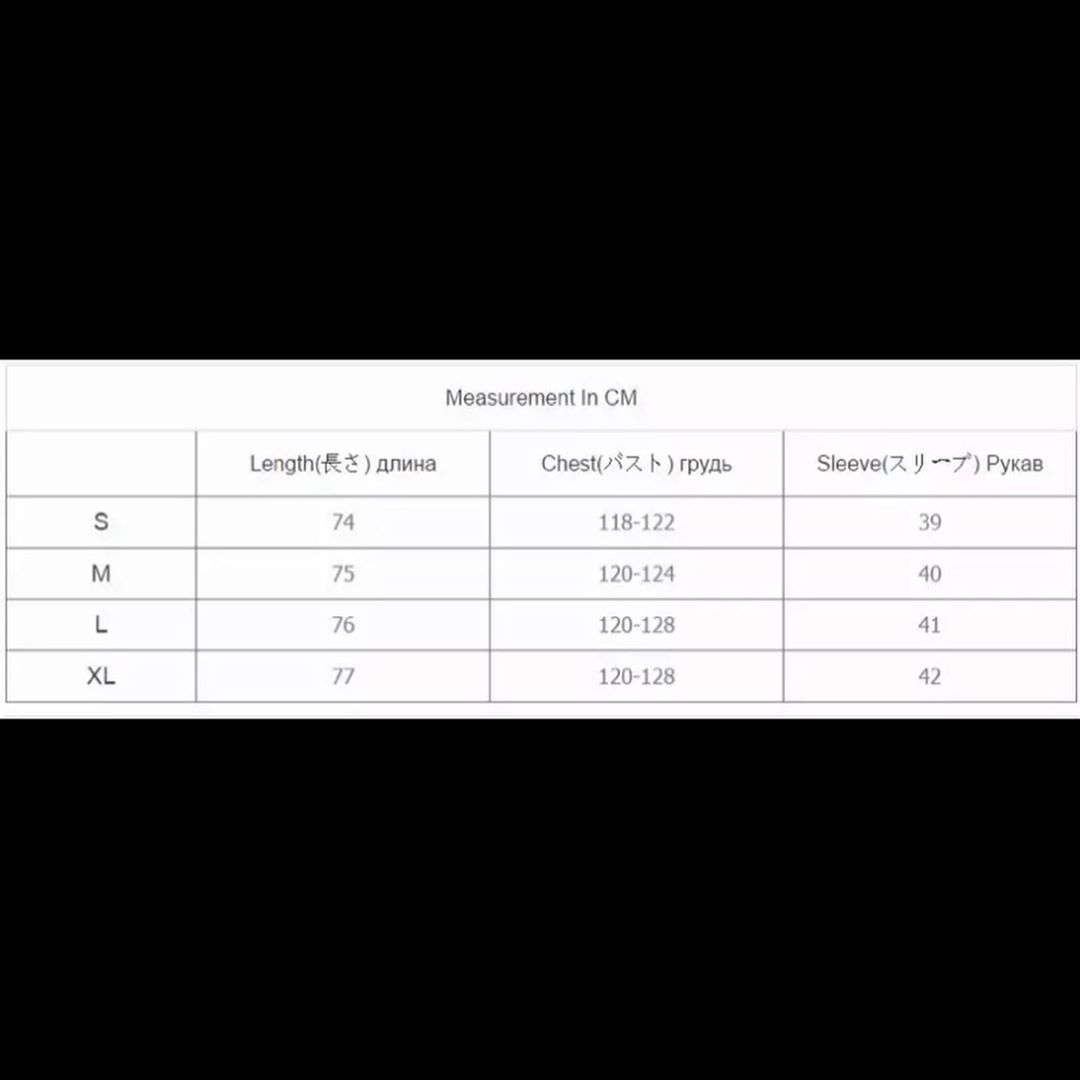 Measurement In CM
Length(長さ) длина Chest(バスト) грудь Sleeve(スリーブ) Рукав
S 74 118-122 39
M 75 120-124 40
L 76 120-128 41
XL 77 120-128 42